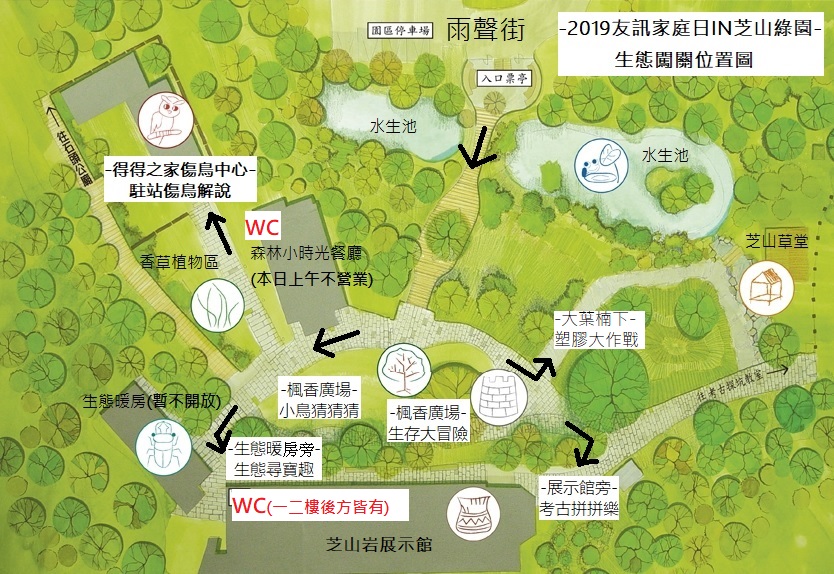 園區停車場
雨聲街
-2019友訊家庭日IN芝山綠園-
生態闖關位置圖
入口票亭
水生池
水生池
往石頭公園
-得得之家傷鳥中心-
駐站傷鳥解說
WC
森林小時光餐廳
(本日上午不營業)
香草植物區
芝山草堂
-大葉楠下-
塑膠大作戰
往考古探坑教室
-楓香廣場-
小鳥猜猜猜
-楓香廣場-
生存大冒險
生態暖房(暫不開放)
-生態暖房旁-
生態尋寶趣
-展示館旁-
考古拼拼樂
WC(一二樓後方皆有)
芝山岩展示館